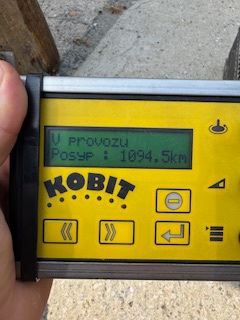 V provozu
Posyp : 1094.5km
KOBIT